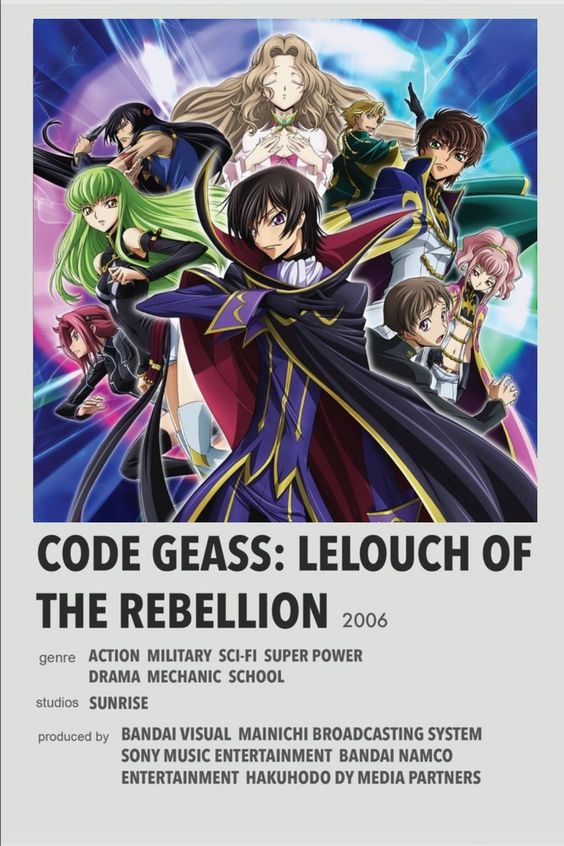 CODE GEASS: LELOUCH OF
THE REBELLION 2006
genre ACTION MILITARY SCI-FI SUPER POWER
DRAMA MECHANIC SCHOOL
studios SUNRISE
produced by BANDAI VISUAL MAINICHI BROADCASTING SYSTEM
SONY MUSIC ENTERTAINMENT BANDAI NAMCO
ENTERTAINMENT HAKUHODO DY MEDIA PARTNERS